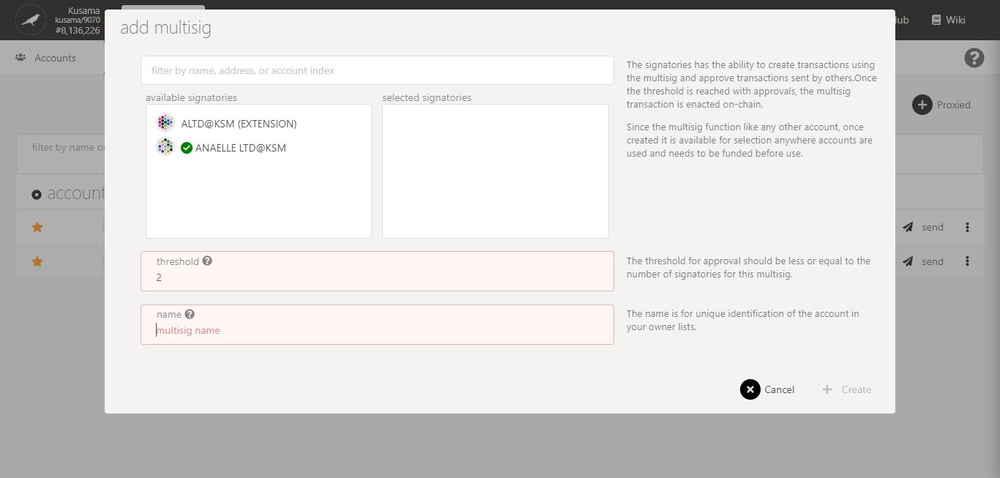 Kusama
kusama/9070
#8,136,226
Wiki
Accounts
Proxied
filter by name o
account
send
send
add multisig
filter by name, address, or account index
available signatories
selected signatories
ALTD@KSM (EXTENSION)
ANAELLE LTD@KSM
The signatories has the ability to create transactions using
the multisig and approve transactions sent by others.Once
the threshold is reached with approvals, the multisig
transaction is enacted on-chain.
Since the multisig function like any other account, once
created it is available for selection anywhere accounts are
used and needs to be funded before use.
threshold
2
The threshold for approval should be less or equal to the
number of signatories for this multisig.
name
multisig name
The name is for unique identification of the account in
your owner lists.
Cancel
Create